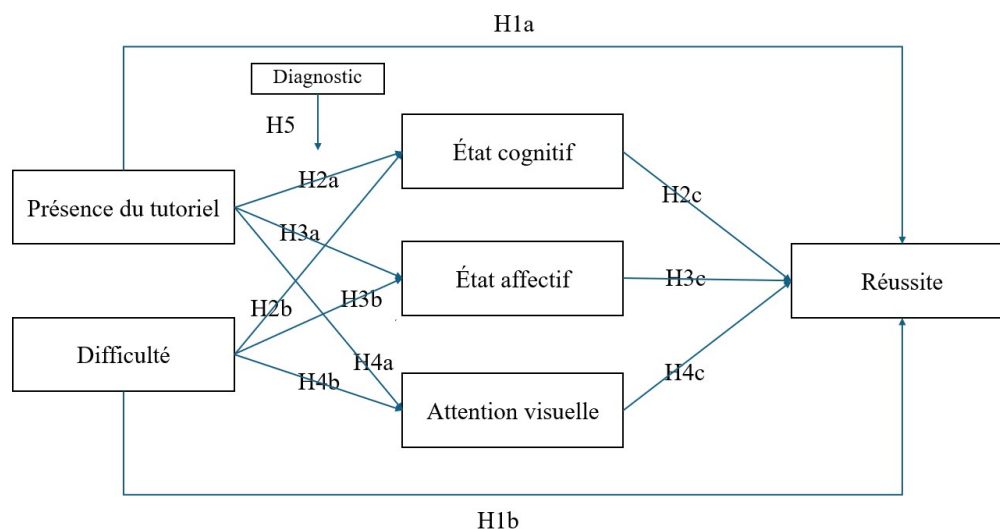 H1a
Diagnostic
H5
État cognitif
H2a
H2c
Présence du tutoriel
H3a
État affectif
H3c
Réussite
H3b
H2b
Difficulté
H4a
H4b
H4c
Attention visuelle
H1b